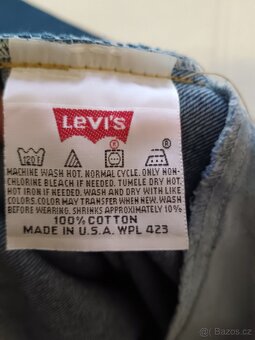 LEVI'S
®
120F
MACHINE WASH HOT. NORMAL CYCLE. ONLY NON-
CHLORINE BLEACH IF NEEDED. TUMBLE DRY HOT.
HOT IRON IF NEEDED. WASH AND DRY WITH LIKE
COLORS. COLOR MAY TRANSFER WHEN NEW. WASH
BEFORE WEARING. SHRINKS APPROXIMATELY 10%
100% COTTON
MADE IN U.S.A. WPL 423
bazos.cz